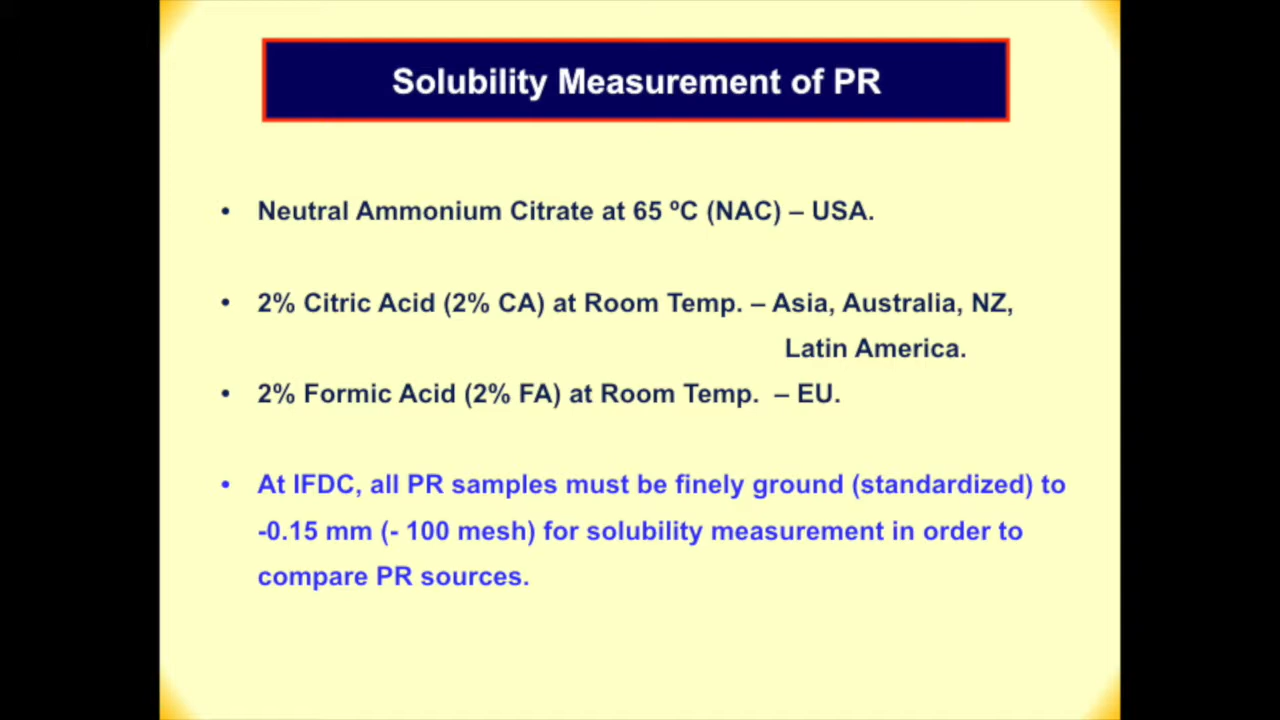 Solubility Measurement of PR
• Neutral Ammonium Citrate at 65 ºC (NAC) – USA.
• 2% Citric Acid (2% CA) at Room Temp. – Asia, Australia, NZ,
Latin America.
• 2% Formic Acid (2% FA) at Room Temp. – EU.
• At IFDC, all PR samples must be finely ground (standardized) to
-0.15 mm (- 100 mesh) for solubility measurement in order to
compare PR sources.